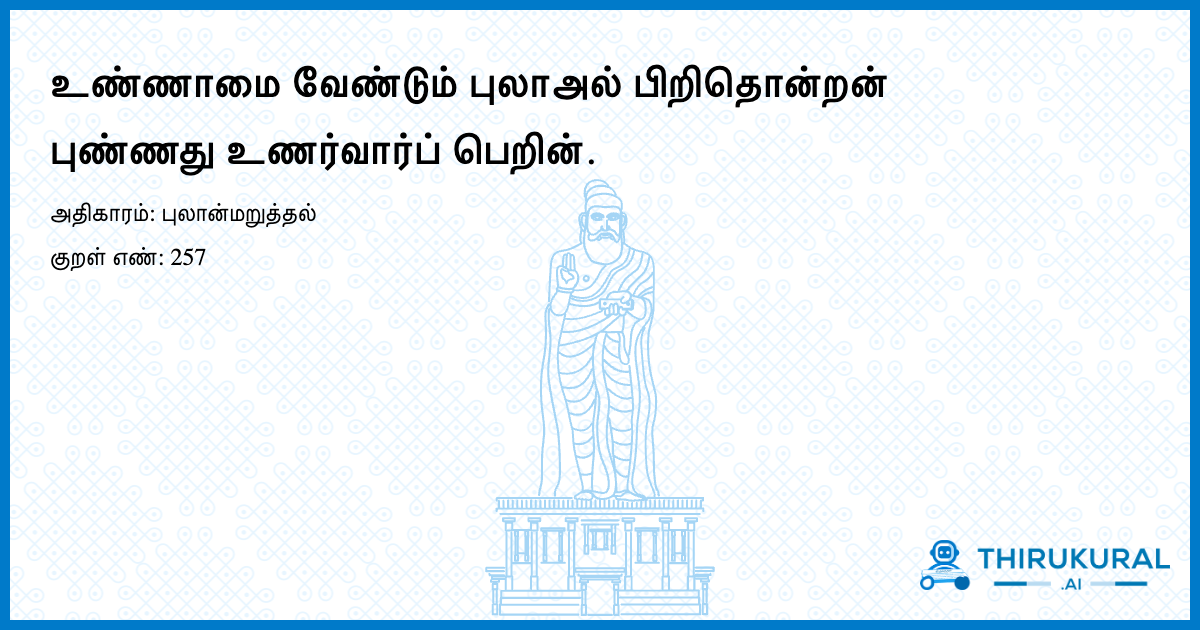 உண்ணாமை வேண்டும் புலாஅல் பிறிதொன்றன்
புண்ணது உணர்வார்ப் பெறின்.
அதிகாரம்: புலான்மறுத்தல்
குறள் எண்: 257
THIRUKURAL
.AI